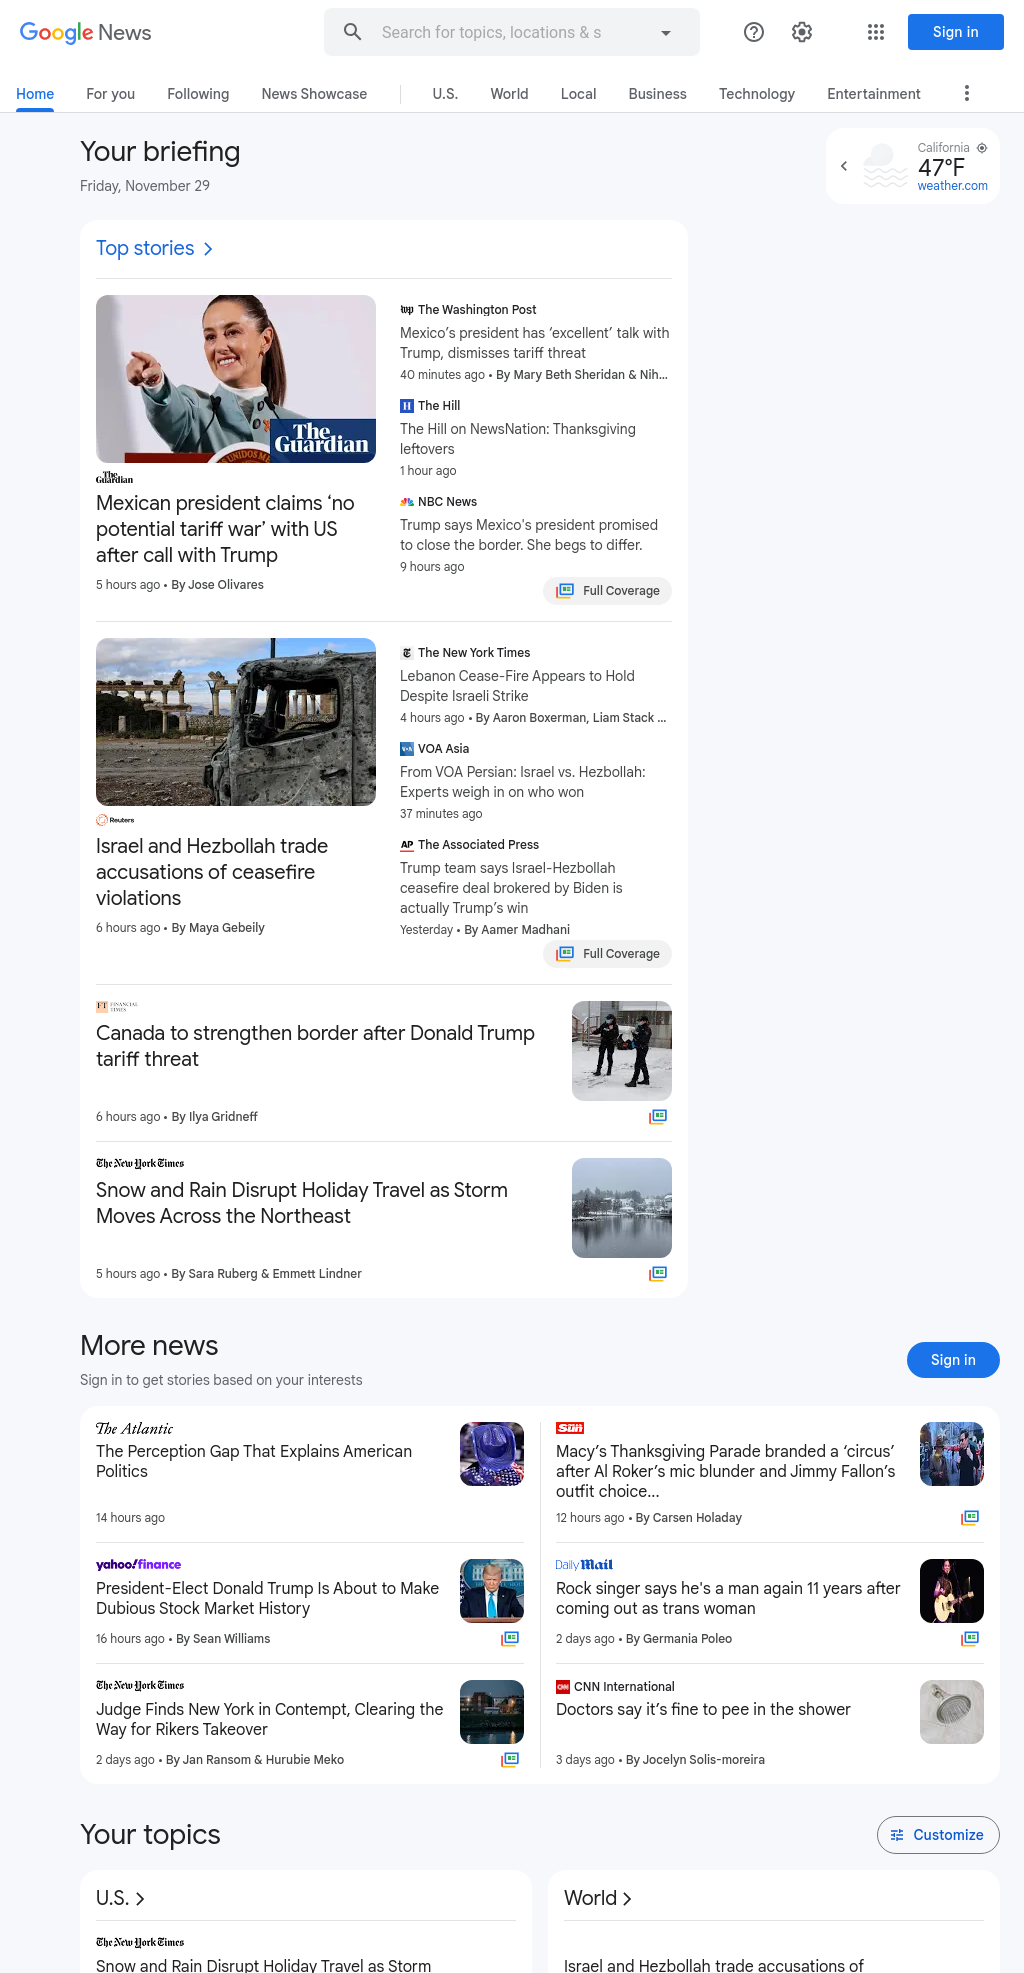 Google News
Search for topics, locations & s
Sign in
Home
For you
Following
News Showcase
U.S.
World
Local
Business
Technology
Entertainment
Your briefing
Friday, November 29
California
47°F
weather.com
Top stories
The Guardian
The Guardian
Mexican president claims ‘no
potential tariff war’ with US
after call with Trump
5 hours ago • By Jose Olivares
The Washington Post
Mexico’s president has ‘excellent’ talk with
Trump, dismisses tariff threat
40 minutes ago • By Mary Beth Sheridan & Nih...
The Hill
The Hill on NewsNation: Thanksgiving
leftovers
1 hour ago
NBC News
Trump says Mexico's president promised
to close the border. She begs to differ.
9 hours ago
Full Coverage
Reuters
Israel and Hezbollah trade
accusations of ceasefire
violations
6 hours ago • By Maya Gebeily
The New York Times
Lebanon Cease-Fire Appears to Hold
Despite Israeli Strike
4 hours ago • By Aaron Boxerman, Liam Stack ...
VOA Asia
From VOA Persian: Israel vs. Hezbollah:
Experts weigh in on who won
37 minutes ago
AP The Associated Press
Trump team says Israel-Hezbollah
ceasefire deal brokered by Biden is
actually Trump’s win
Yesterday • By Aamer Madhani
Full Coverage
FT FINANCIAL TIMES
Canada to strengthen border after Donald Trump
tariff threat
6 hours ago • By Ilya Gridneff
The New York Times
Snow and Rain Disrupt Holiday Travel as Storm
Moves Across the Northeast
5 hours ago • By Sara Ruberg & Emmett Lindner
More news
Sign in to get stories based on your interests
Sign in
The Atlantic
The Perception Gap That Explains American
Politics
14 hours ago
The Sun
Macy’s Thanksgiving Parade branded a ‘circus’
after Al Roker’s mic blunder and Jimmy Fallon’s
outfit choice...
12 hours ago • By Carsen Holaday
yahoo!finance
President-Elect Donald Trump Is About to Make
Dubious Stock Market History
16 hours ago • By Sean Williams
Daily Mail
Rock singer says he's a man again 11 years after
coming out as trans woman
2 days ago • By Germania Poleo
The New York Times
Judge Finds New York in Contempt, Clearing the
Way for Rikers Takeover
2 days ago • By Jan Ransom & Hurubie Meko
CNN CNN International
Doctors say it’s fine to pee in the shower
3 days ago • By Jocelyn Solis-moreira
Your topics
Customize
U.S.
The New York Times
Snow and Rain Disrupt Holiday Travel as Storm
World
Israel and Hezbollah trade accusations of